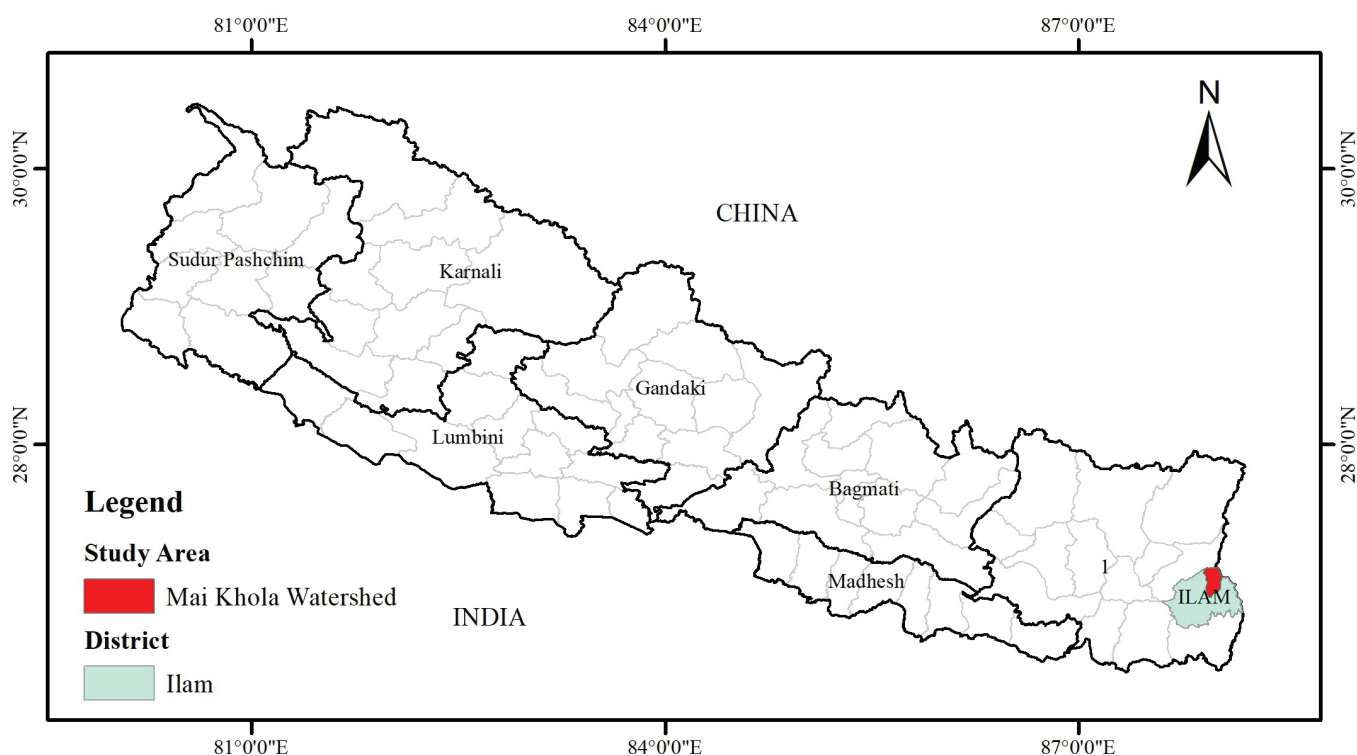 81°0'0"E
84°0'0"E
87°0'0"E
N
30°0'0"N
30°0'0"N
CHINA
Sudur Pashchim
Karnali
Gandaki
28°0'0"N
28°0'0"N
Lumbini
Bagmati
Legend
Study Area
1
Madhesh
Mai Khola Watershed
ILAM
INDIA
District
Ilam
81°0'0"E
84°0'0"E
87°0'0"E